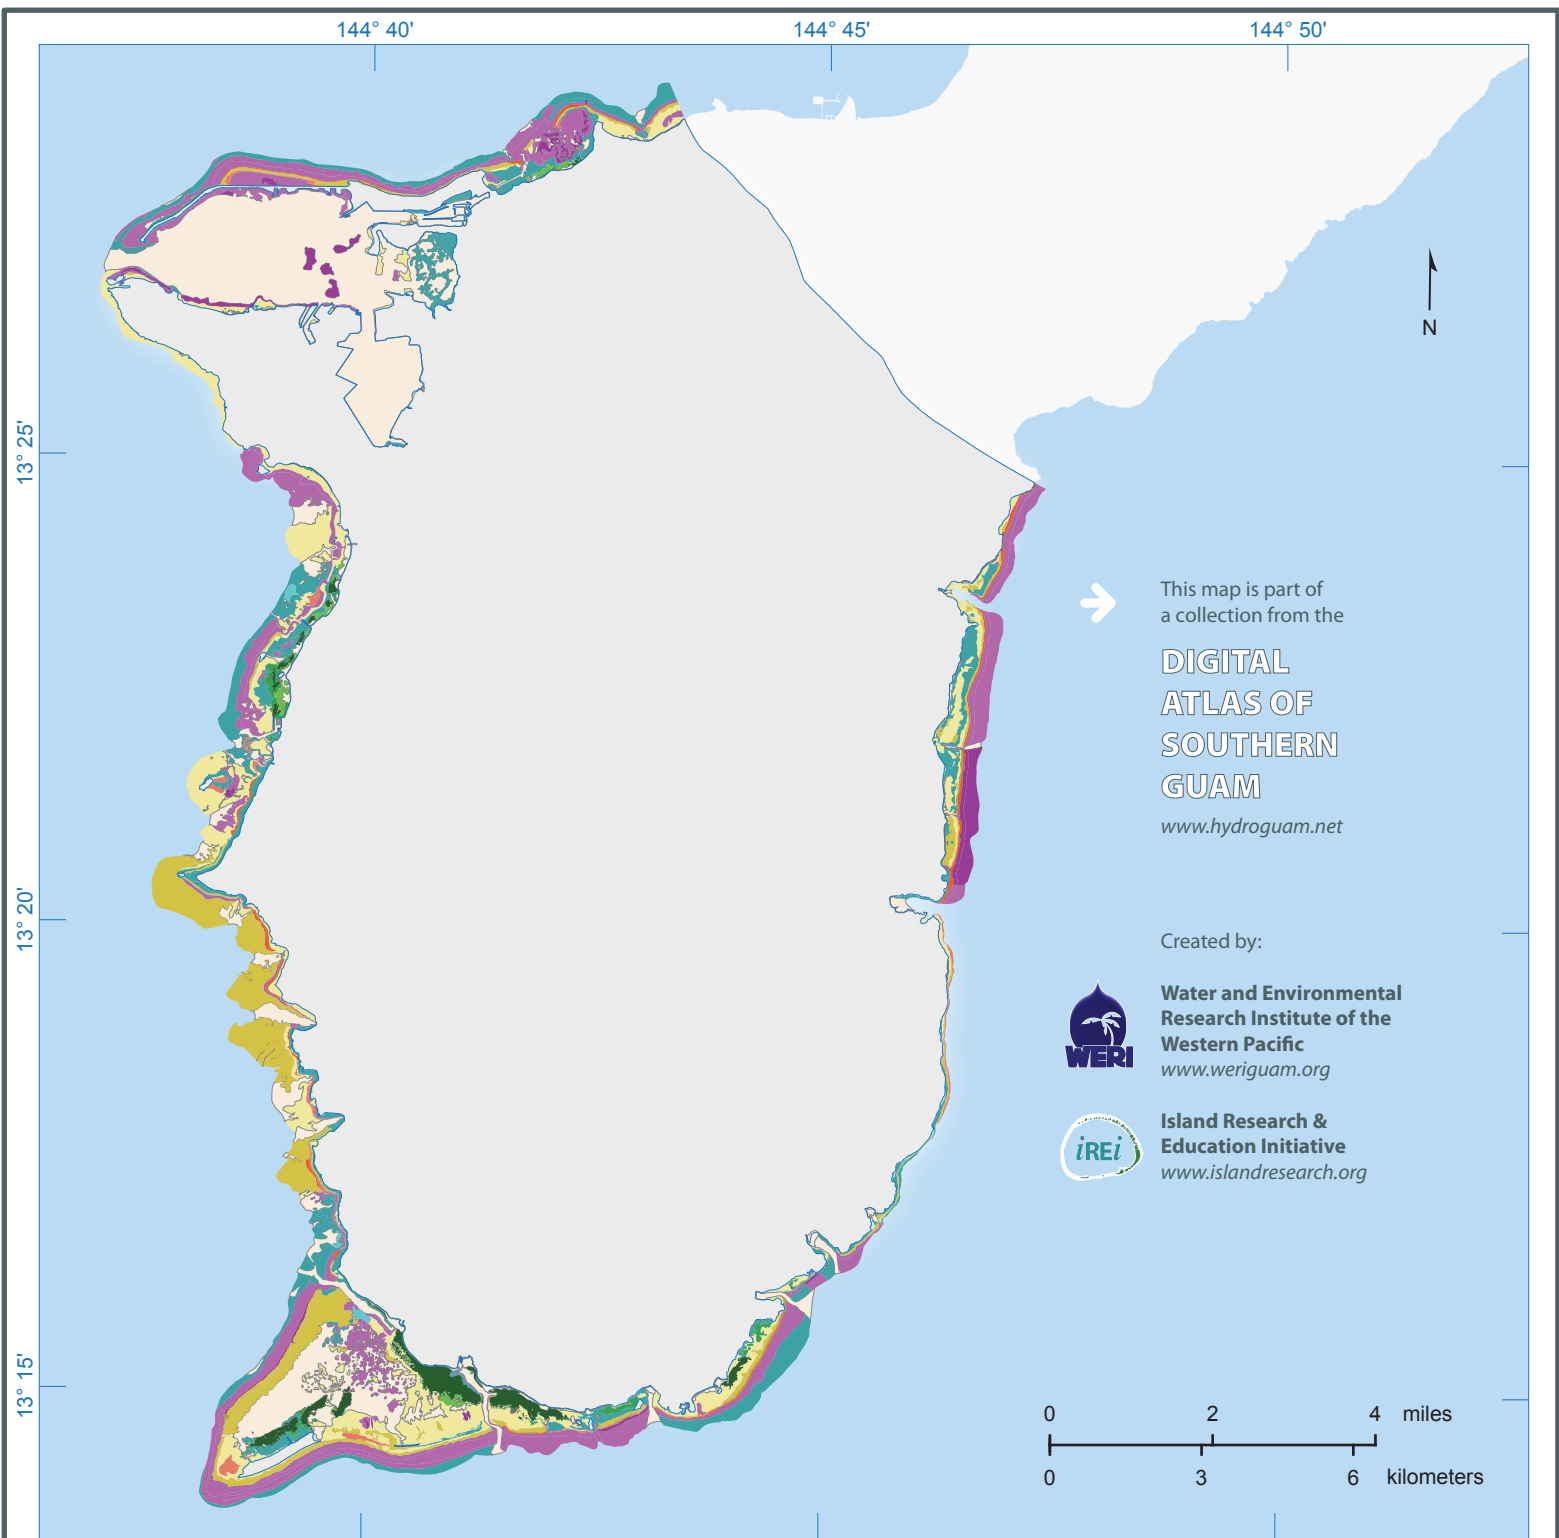 144° 40'
144° 45'
144° 50'
13° 25'
13° 20'
13° 15'
N
This map is part of
a collection from the
DIGITAL
ATLAS OF
SOUTHERN
GUAM
www.hydroguam.net
Created by:
WERI
Water and Environmental
Research Institute of the
Western Pacific
www.weriguam.org
iREi
Island Research &
Education Initiative
www.islandresearch.org
0 2 4 miles
0 3 6 kilometers